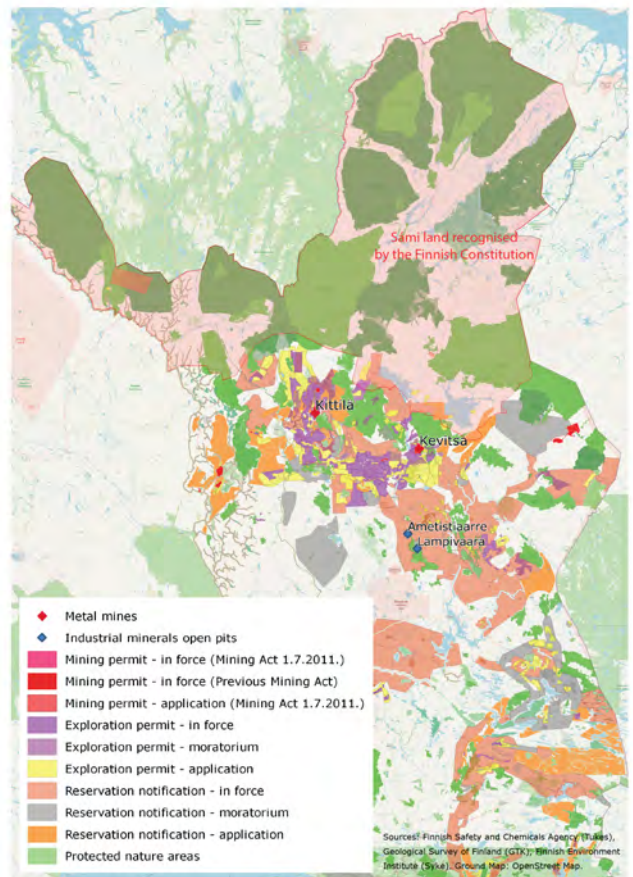 Sámi land recognised
by the Finnish Constitution
Kittila
Kevitsa
Ametistiaarre
Lampivaara
Metal mines
Industrial minerals open pits
Mining permit - in force (Mining Act 1.7.2011.)
Mining permit - in force (Previous Mining Act)
Mining permit - application (Mining Act 1.7.2011.)
Exploration permit - in force
Exploration permit - moratorium
Exploration permit - application
Reservation notification - in force
Reservation notification - moratorium
Reservation notification - application
Protected nature areas
Sources: Finnish Safety and Chemicals Agency (Tukes),
Geological Survey of Finland (GTK), Finnish Environment
Institute (Syke). Ground Map: OpenStreet Map.